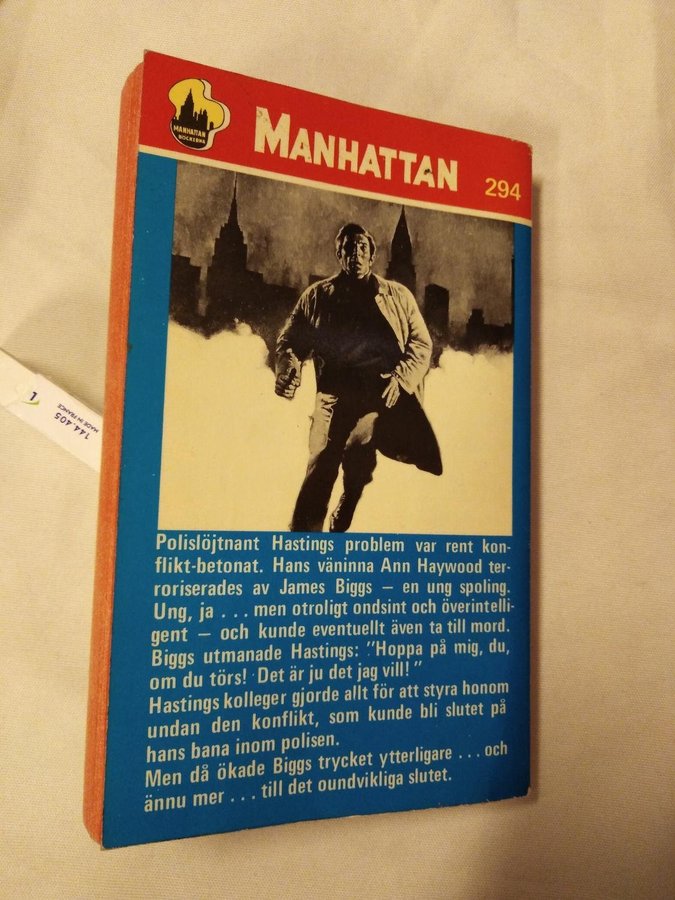 MANHATTAN
BÖCKERNA
MANHATTAN
294
Polislöjtnant Hastings problem var rent kon-
flikt-betonat. Hans väninna Ann Haywood ter-
roriserades av James Biggs – en ung spoling.
Ung, ja . . . men otroligt ondsint och överintelli-
gent – och kunde eventuellt även ta till mord.
Biggs utmanade Hastings: "Hoppa på mig, du,
om du törs! Det är ju det jag vill!"
Hastings kolleger gjorde allt för att styra honom
undan den konflikt, som kunde bli slutet på
hans bana inom polisen.
Men då ökade Biggs trycket ytterligare . . . och
ännu mer . . . till det oundvikliga slutet.
144.405
MADE IN FRANCE
L